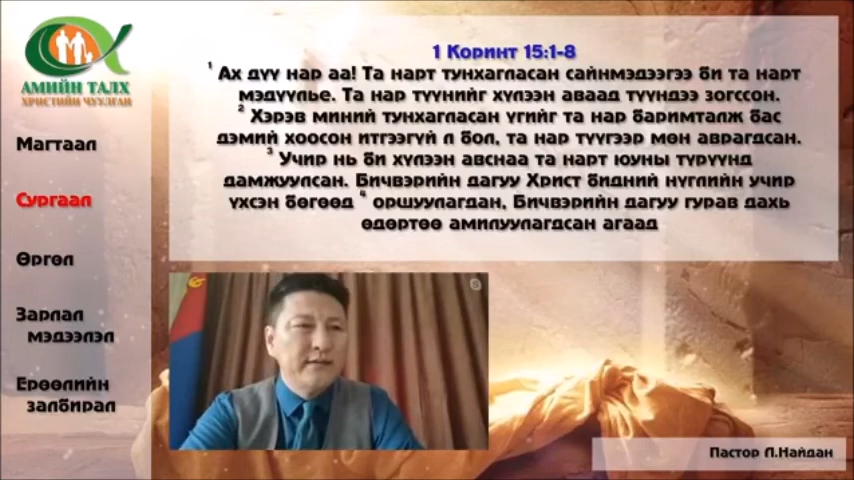 АМИЙН ТАЛХ
ХРИСТИЙН ЧУУЛГАН
Магтаал
Сургаал
Өргөл
Зарлал
мэдээлэл
Ерөөлийн
залбирал
1 Коринт 15:1-8
1 Ах дүү нар аа! Та нарт тунхагласан сайнмэдээгээ би та нарт
мэдүүлье. Та нар түүнийг хүлээн аваад түүндээ зогссон.
2 Хэрэв миний тунхагласан үгийг та нар баримталж бас
дэмий хоосон итгээгүй л бол, та нар түүгээр мөн аврагдсан.
3 Учир нь би хүлээн авснаа та нарт юуны түрүүнд
дамжуулсан. Бичвэрийн дагуу Христ бидний нүглийн учир
үхсэн бөгөөд 4 оршуулагдан, Бичвэрийн дагуу гурав дахь
өдөртөө амилуулагдсан агаад
Пастор Л.Найдан